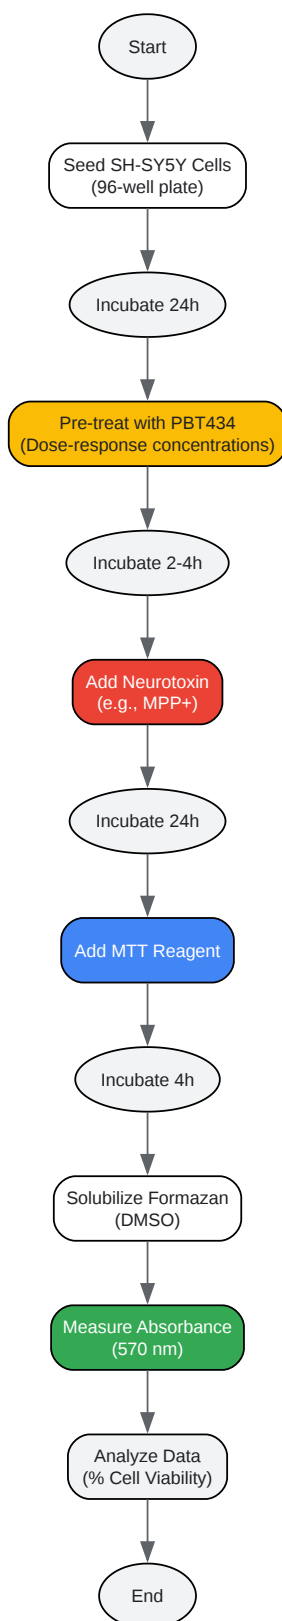 Start
Seed SH-SY5Y Cells
(96-well plate)
Incubate 24h
Pre-treat with PBT434
(Dose-response concentrations)
Incubate 2-4h
Add Neurotoxin
(e.g., MPP+)
Incubate 24h
Add MTT Reagent
Incubate 4h
Solubilize Formazan
(DMSO)
Measure Absorbance
(570 nm)
Analyze Data
(% Cell Viability)
End